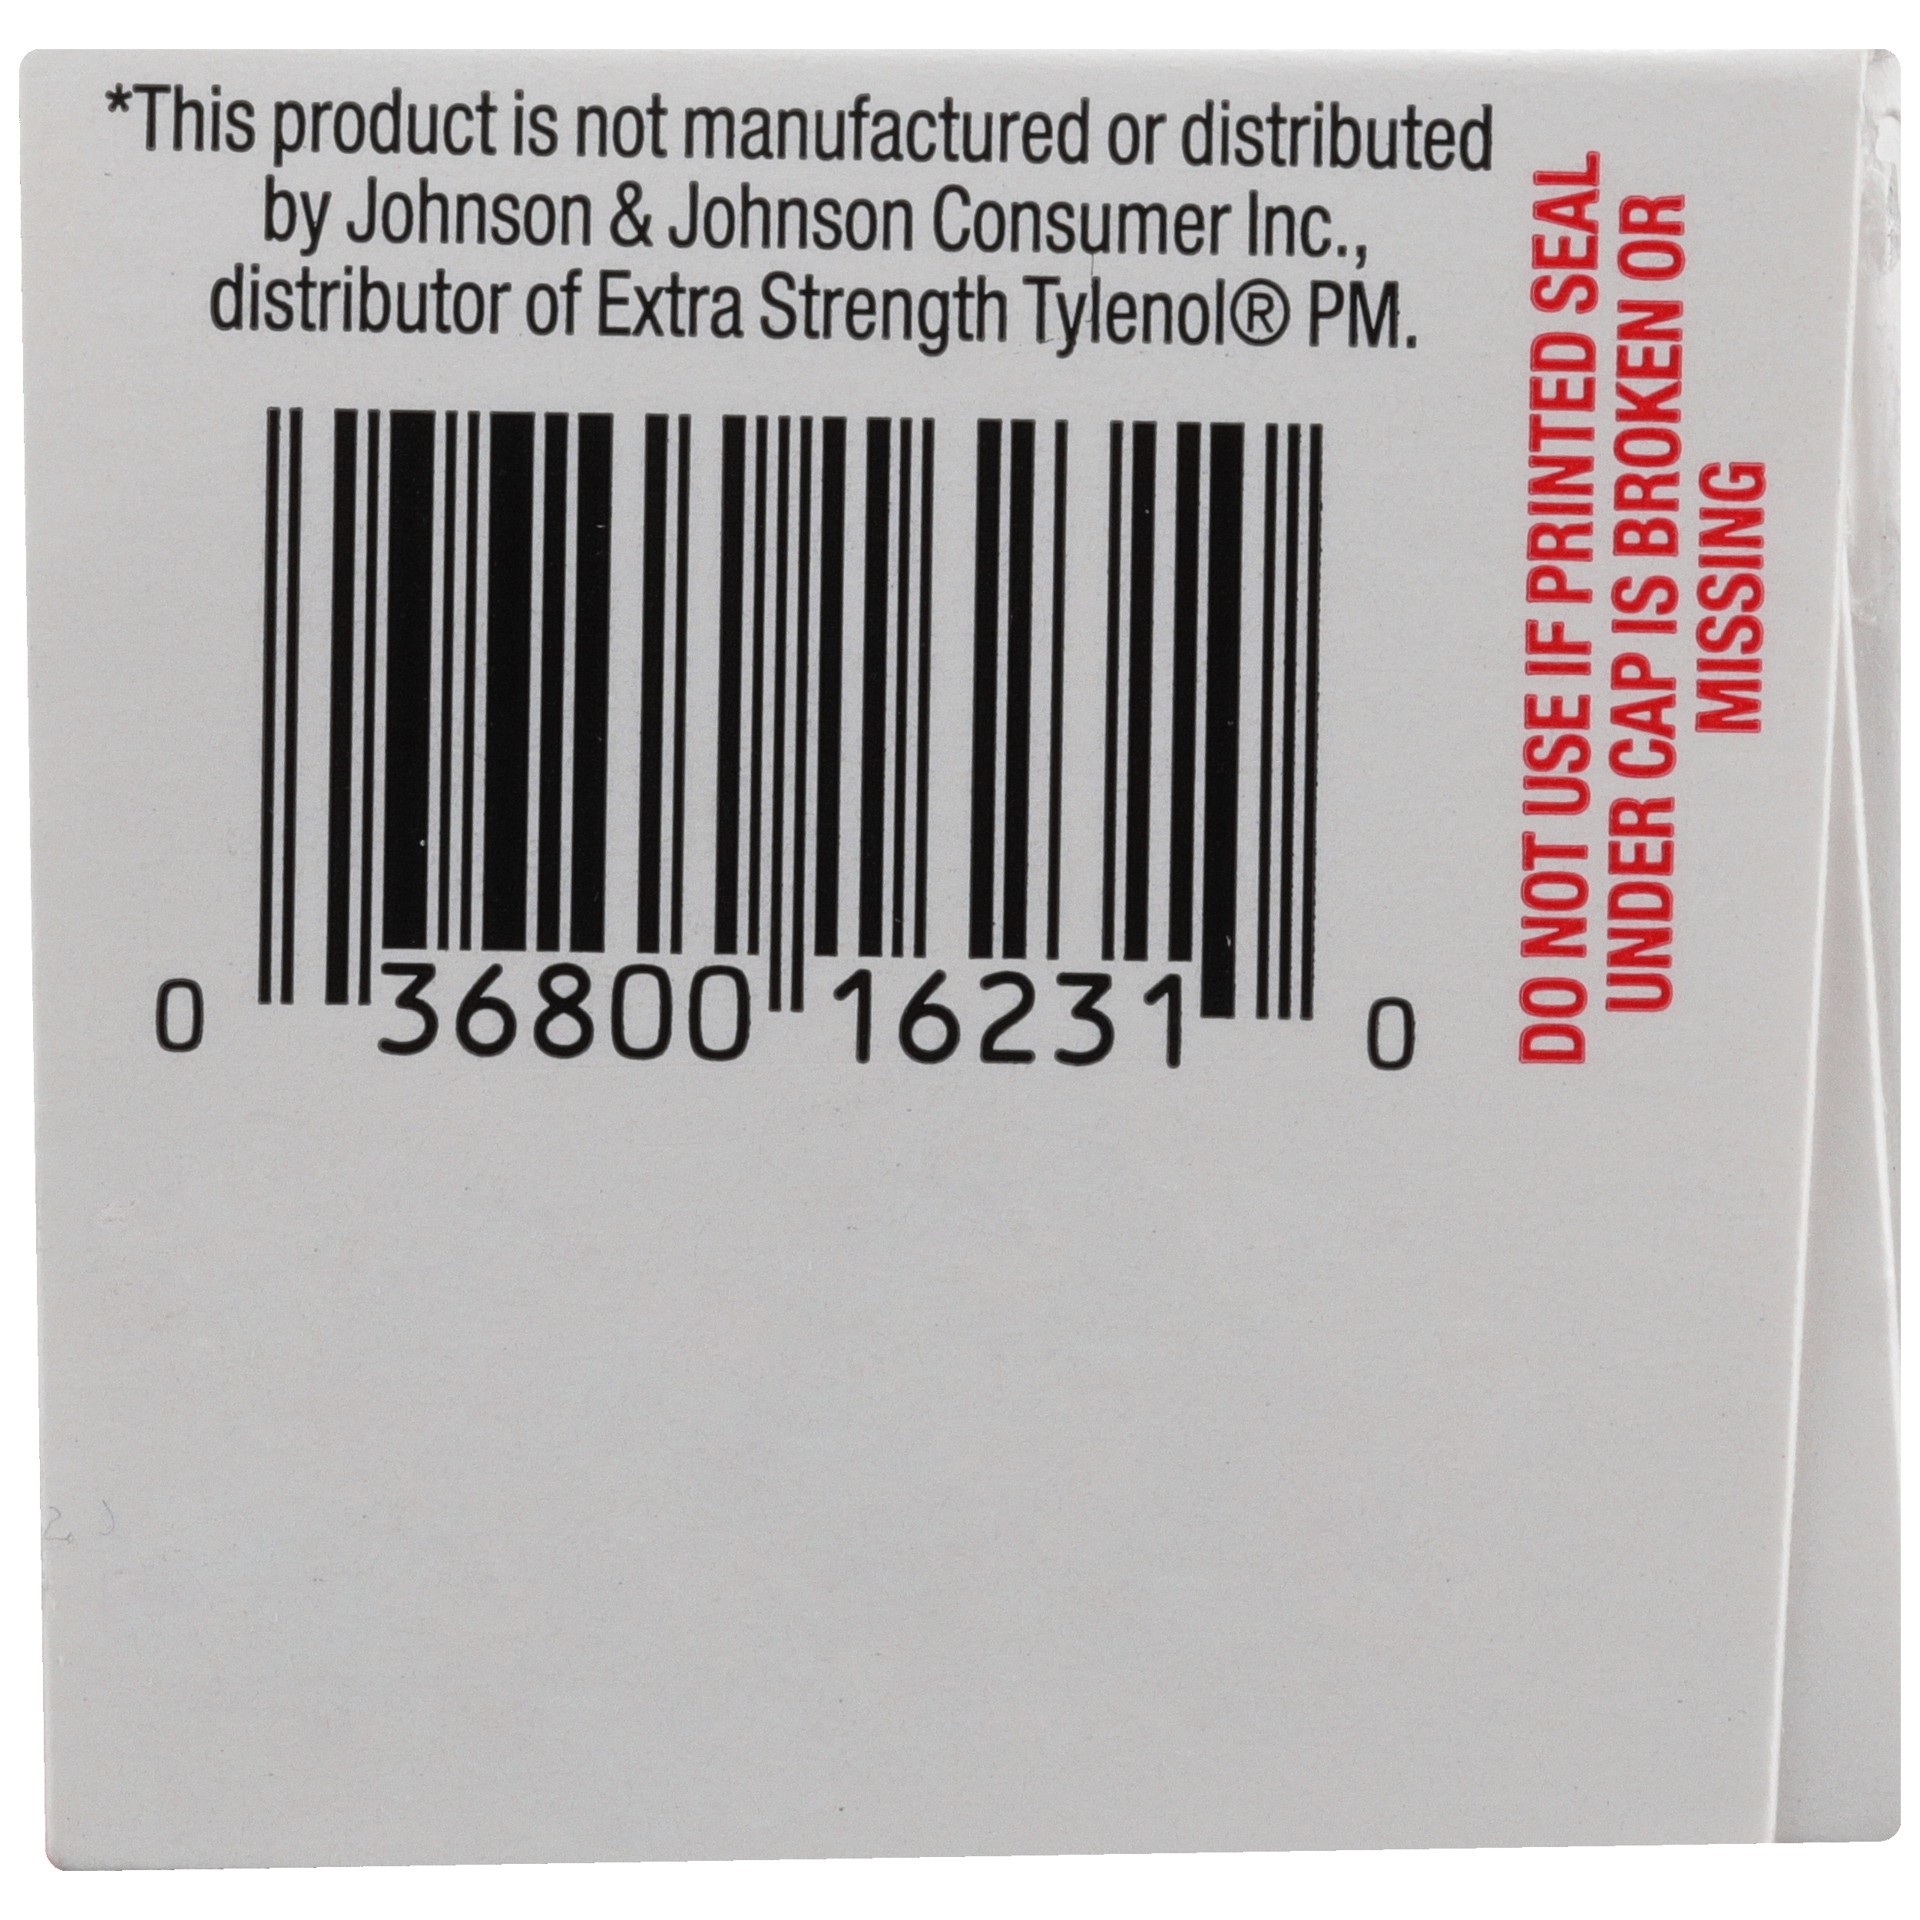 *This product is not manufactured or distributed
by Johnson & Johnson Consumer Inc.,
distributor of Extra Strength Tylenol® PM.
0 36800 16231 0
DO NOT USE IF PRINTED SEAL
UNDER CAP IS BROKEN OR
MISSING